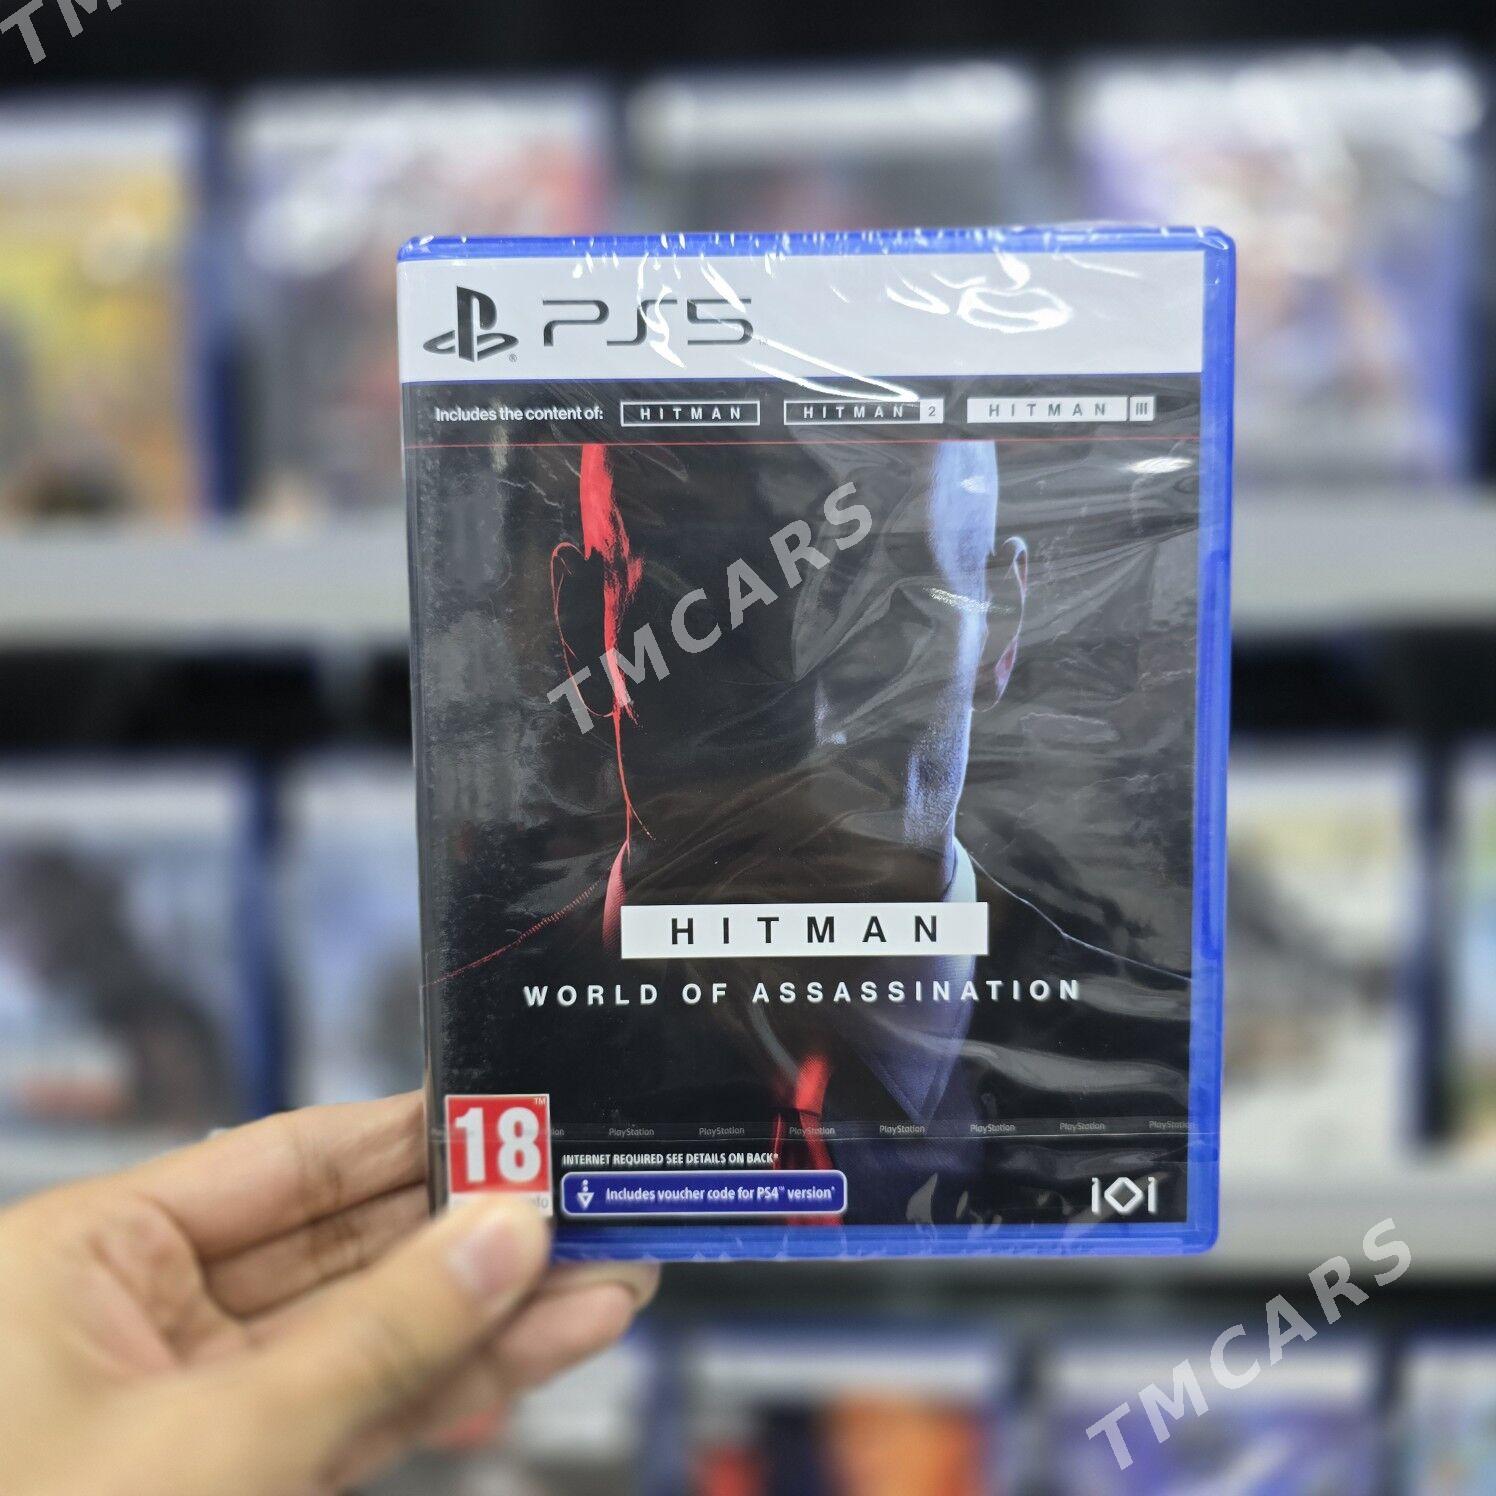 PS5
Includes the content of: HITMAN HITMAN 2 HITMAN III
TMCARS
HITMAN
WORLD OF ASSASSINATION
18
PlayStation PlayStation PlayStation PlayStation PlayStation PlayStation PlayStation
INTERNET REQUIRED SEE DETAILS ON BACK*
Includes voucher code for PS4™ version*
IOI
TMCARS